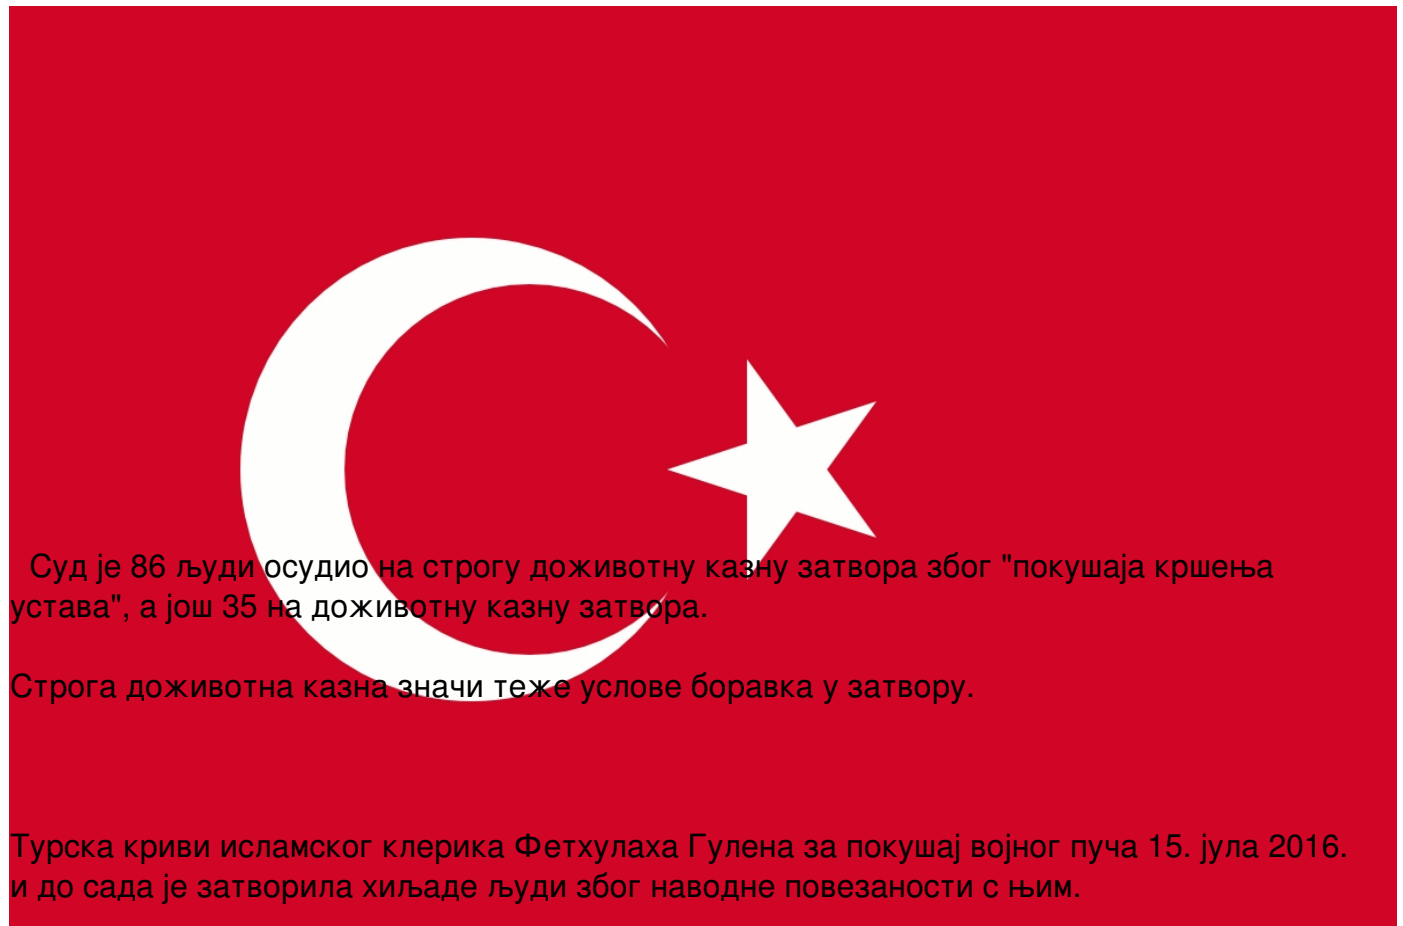 Суд је 86 људи осудио на строгу доживотну казну затвора због "покушаја кршења
устава", а још 35 на доживотну казну затвора.
Строга доживотна казна значи теже услове боравка у затвору.
Турска криви исламског клерика Фетхулаха Гулена за покушај војног пуча 15. јула 2016.
и до сада је затворила хиљаде људи због наводне повезаности с њим.